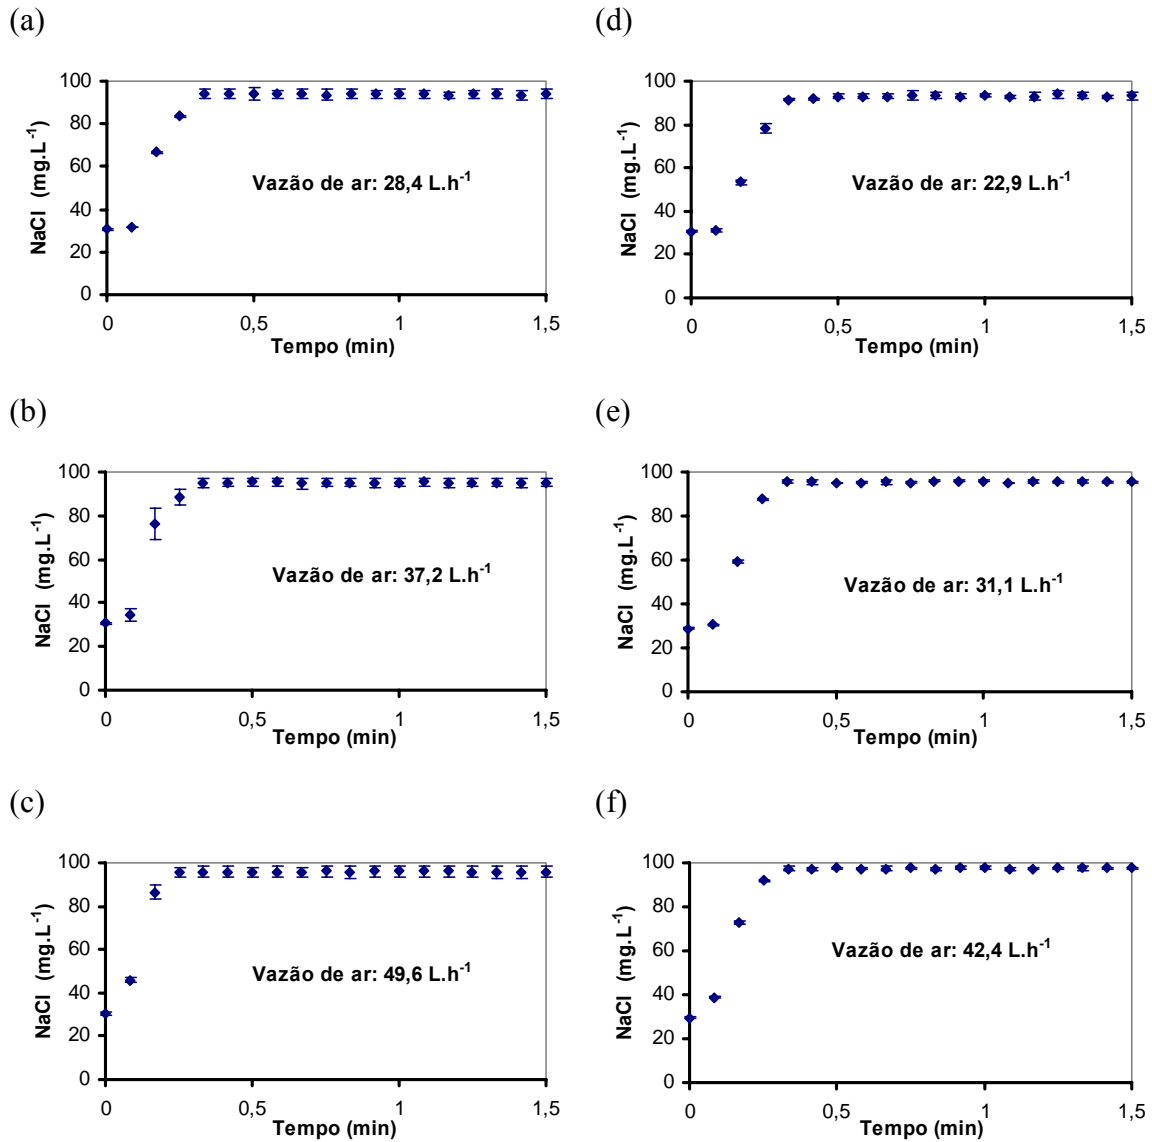 (a)
NaCl (mg.L⁻¹)
100
80
60
40
20
0
Vazão de ar: 28,4 L.h⁻¹
0 0,5 1 1,5
Tempo (min)
(d)
NaCl (mg.L⁻¹)
100
80
60
40
20
0
Vazão de ar: 22,9 L.h⁻¹
0 0,5 1 1,5
Tempo (min)
(b)
NaCl (mg.L⁻¹)
100
80
60
40
20
0
Vazão de ar: 37,2 L.h⁻¹
0 0,5 1 1,5
Tempo (min)
(e)
NaCl (mg.L⁻¹)
100
80
60
40
20
0
Vazão de ar: 31,1 L.h⁻¹
0 0,5 1 1,5
Tempo (min)
(c)
NaCl (mg.L⁻¹)
100
80
60
40
20
0
Vazão de ar: 49,6 L.h⁻¹
0 0,5 1 1,5
Tempo (min)
(f)
NaCl (mg.L⁻¹)
100
80
60
40
20
0
Vazão de ar: 42,4 L.h⁻¹
0 0,5 1 1,5
Tempo (min)